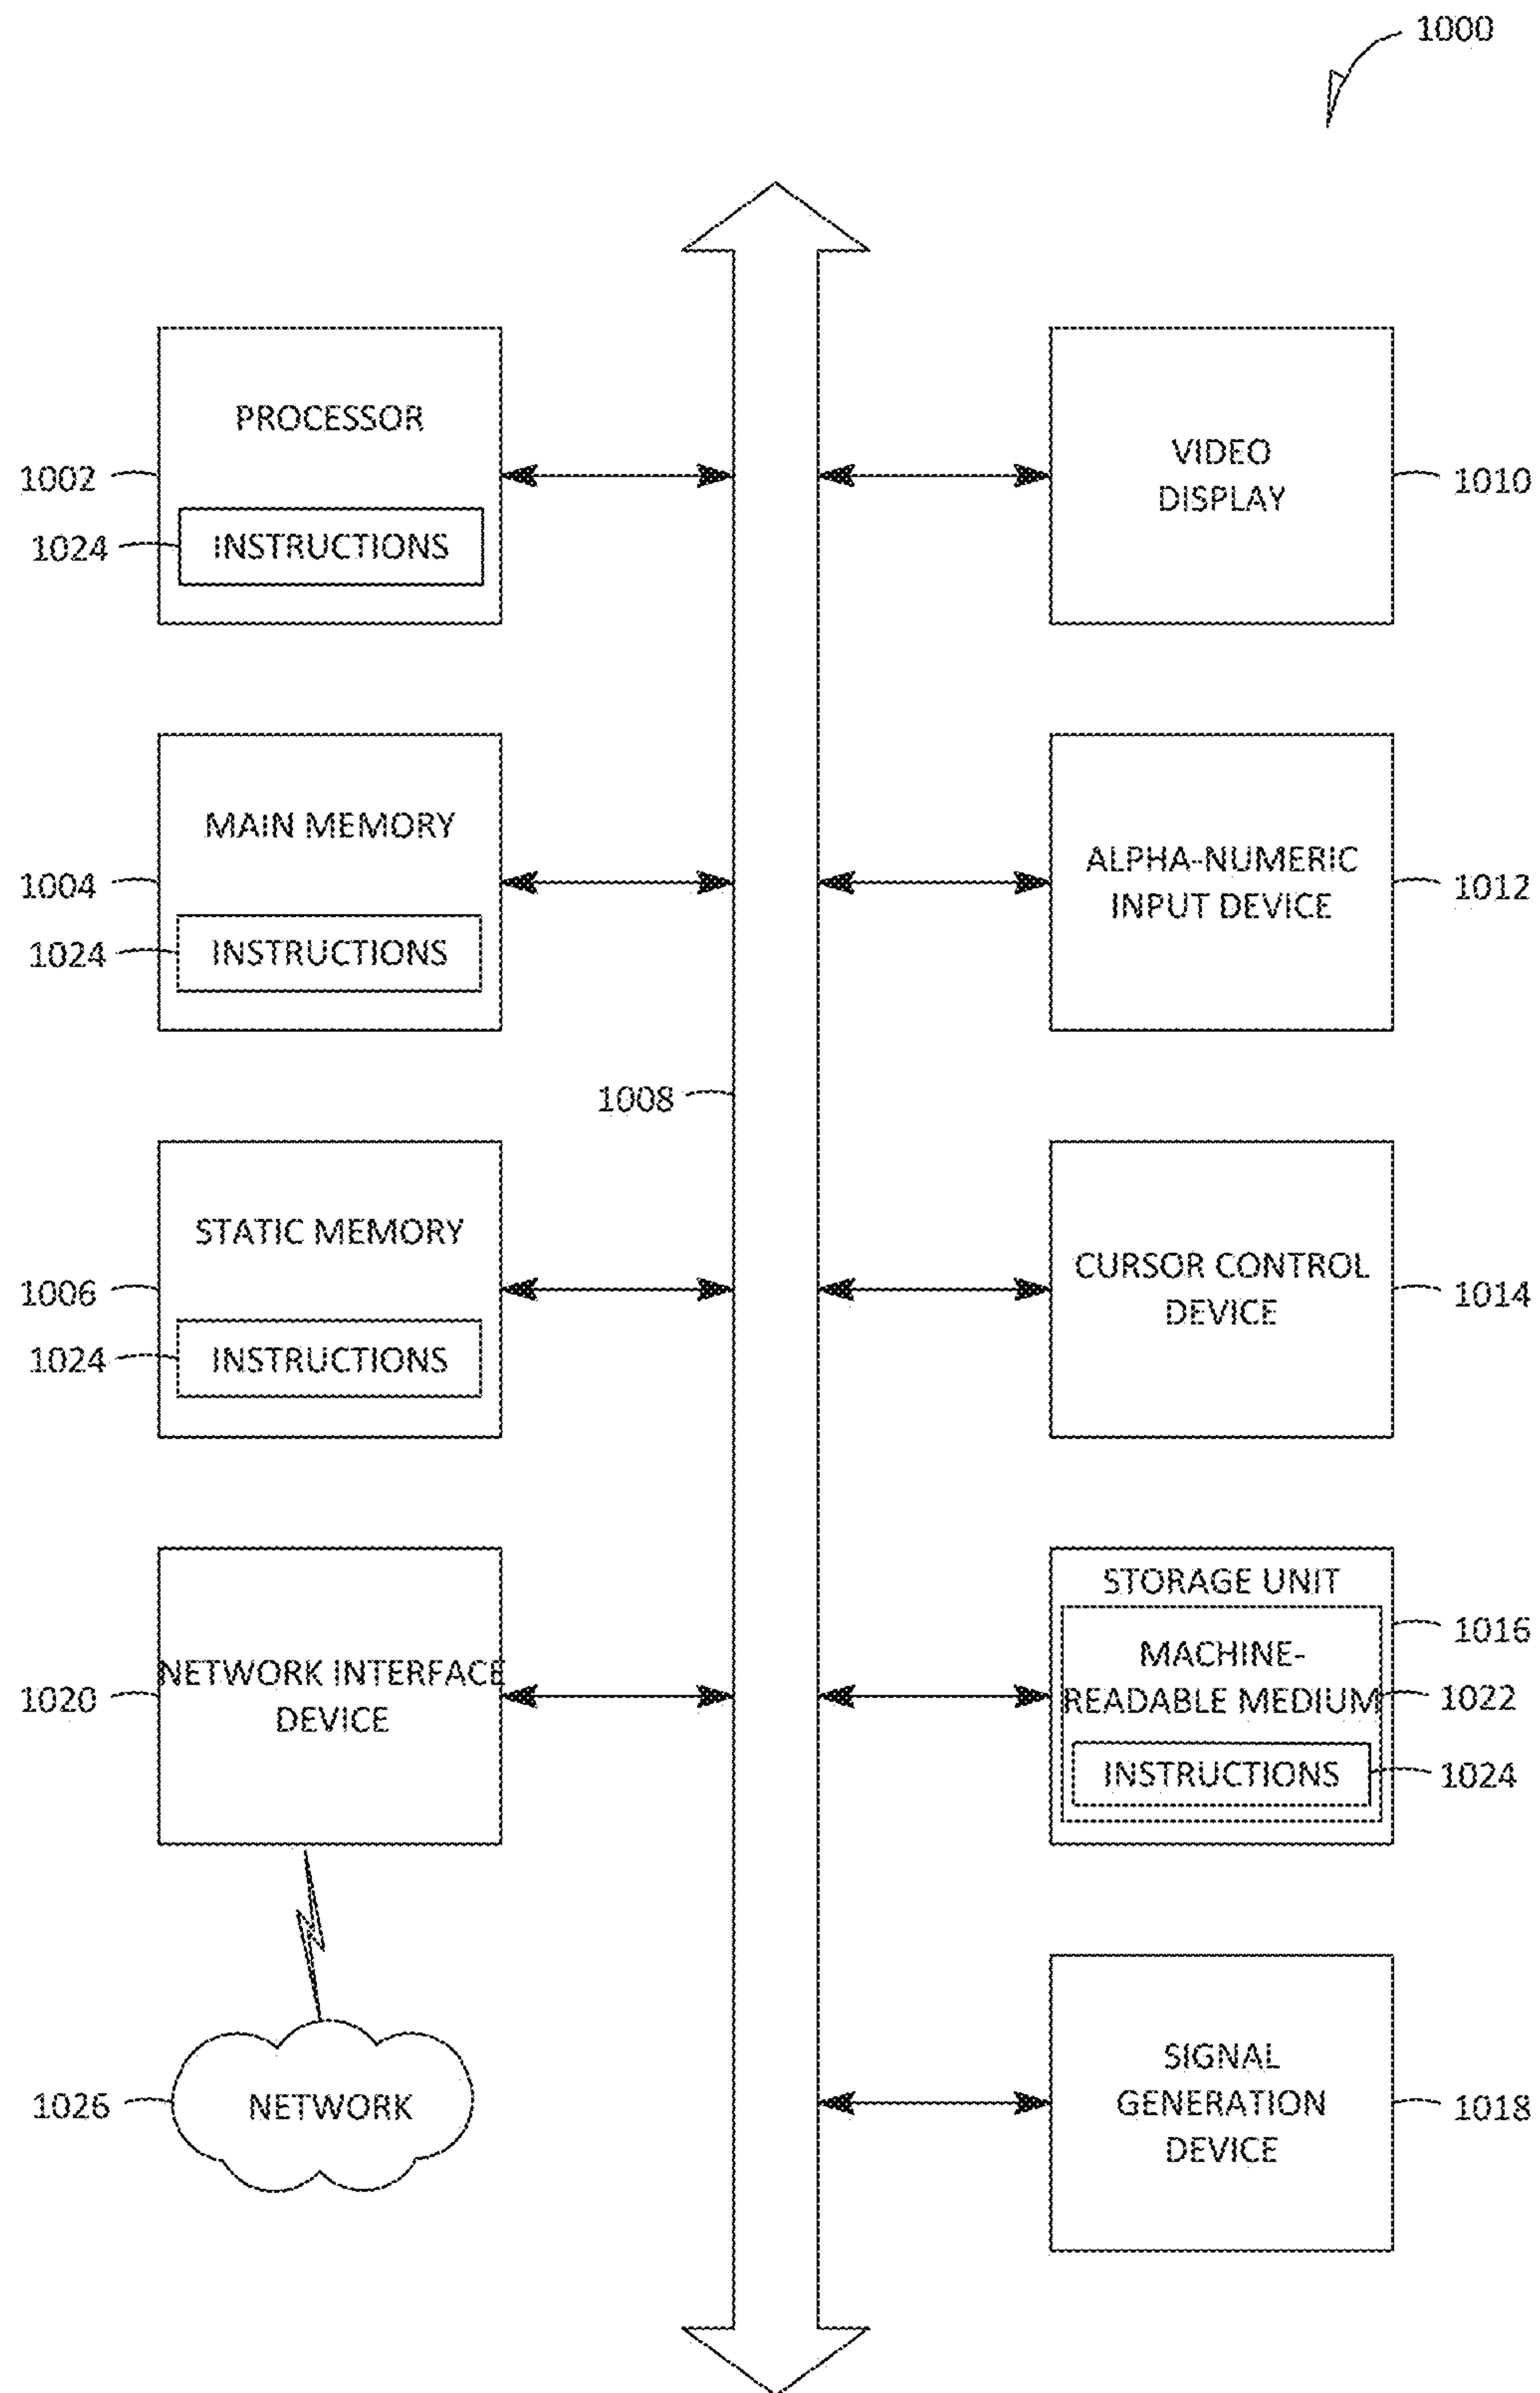 1000
PROCESSOR
1002
1024
INSTRUCTIONS
VIDEO
DISPLAY
1010
MAIN MEMORY
1004
1024
INSTRUCTIONS
ALPHA-NUMERIC
INPUT DEVICE
1012
1008
STATIC MEMORY
1006
1024
INSTRUCTIONS
CURSOR CONTROL
DEVICE
1014
NETWORK INTERFACE
DEVICE
1020
STORAGE UNIT
1016
MACHINE-
READABLE MEDIUM
1022
INSTRUCTIONS
1024
NETWORK
1026
SIGNAL
GENERATION
DEVICE
1018